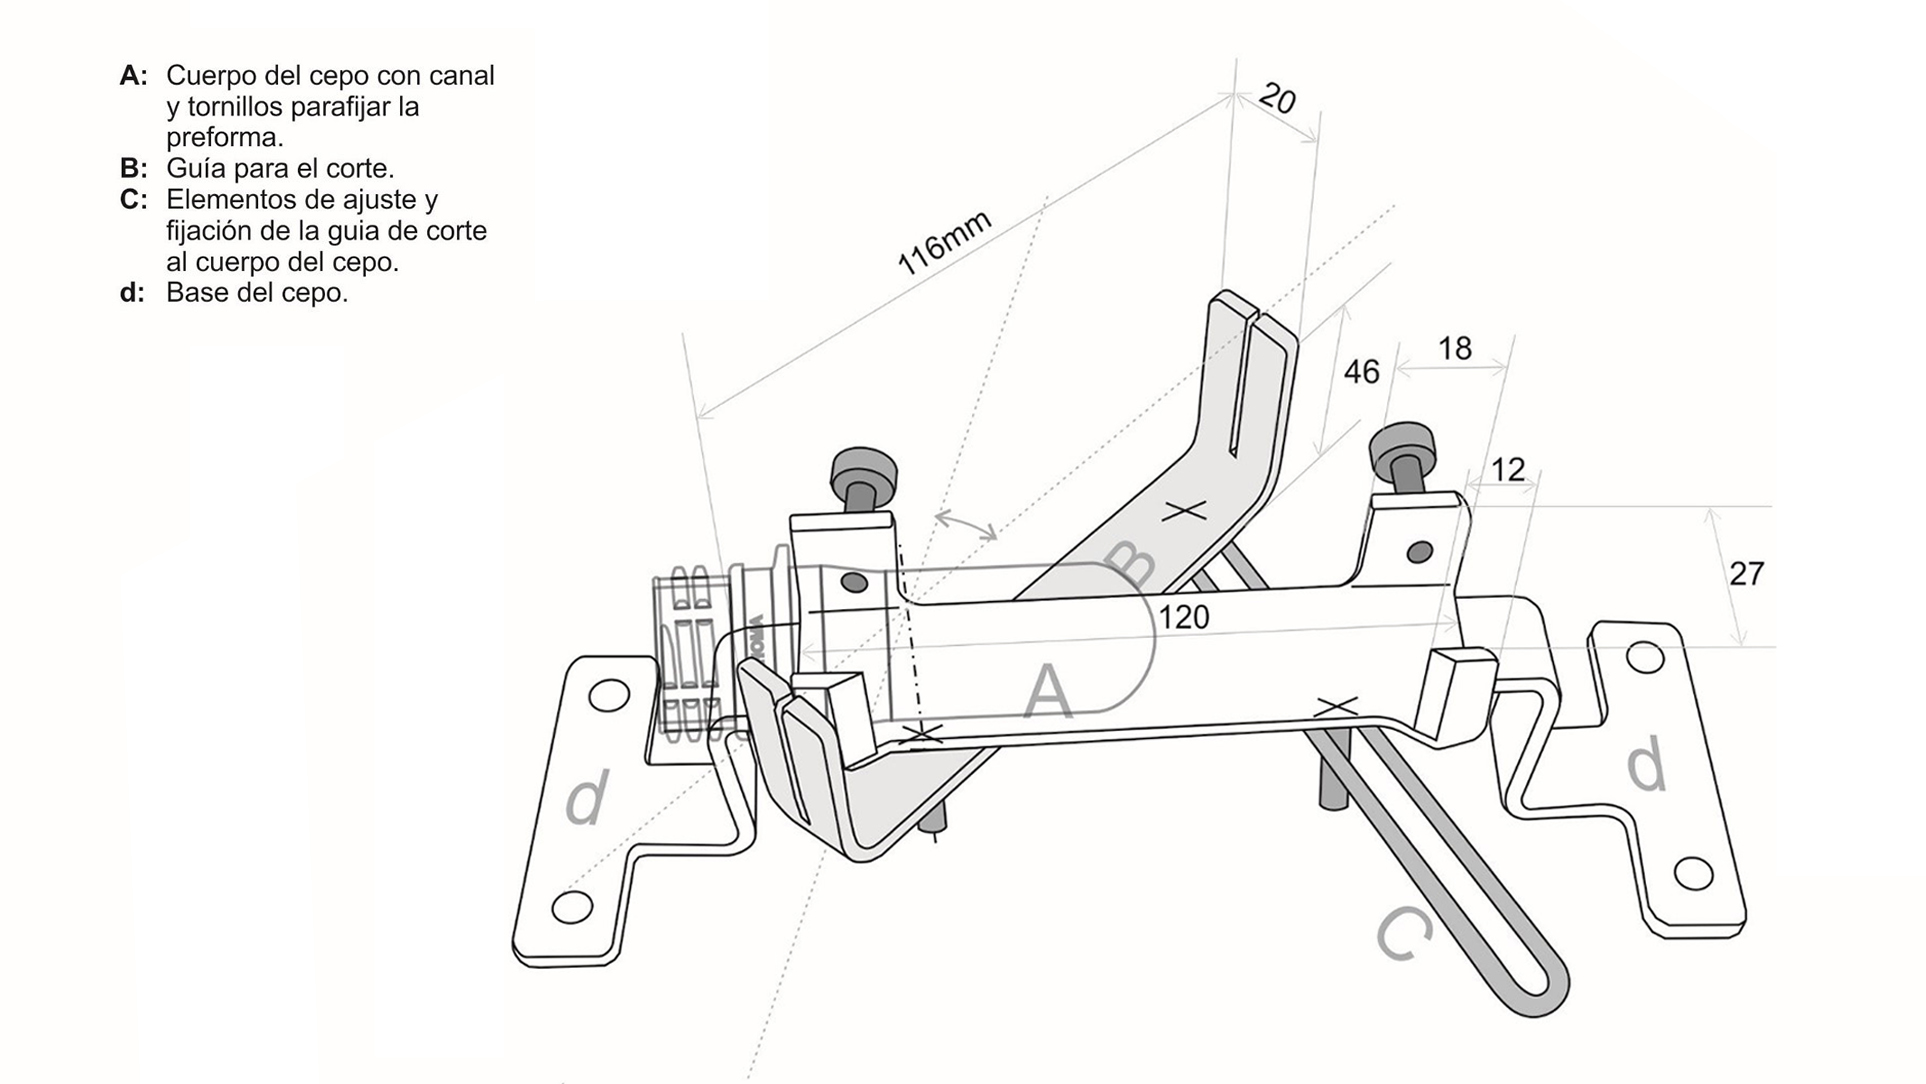 A: Cuerpo del cepo con canal
y tornillos parafijar la
preforma.
B: Guía para el corte.
C: Elementos de ajuste y
fijación de la guia de corte
al cuerpo del cepo.
d: Base del cepo.
20
116mm
46
18
12
27
B
120
A
d
d
C